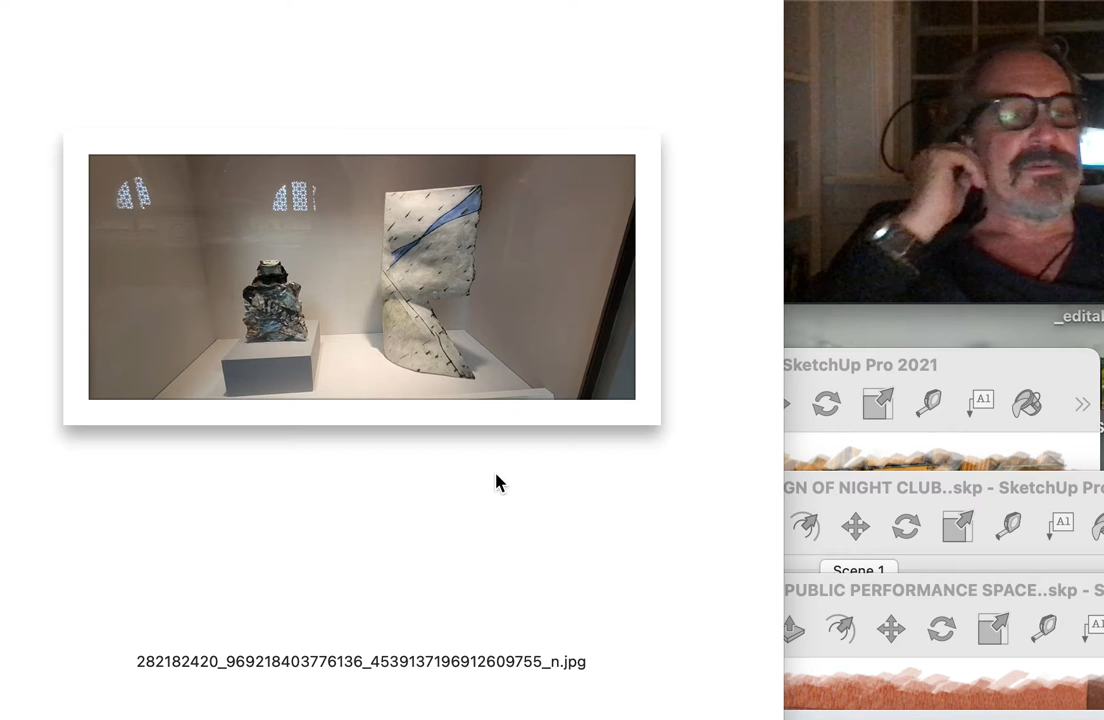 282182420_969218403776136_4539137196912609755_n.jpg
_edital
SketchUp Pro 2021
A1
GN OF NIGHT CLUB..skp - SketchUp Pro
A1
Scene 1
PUBLIC PERFORMANCE SPACE..skp - S
A1